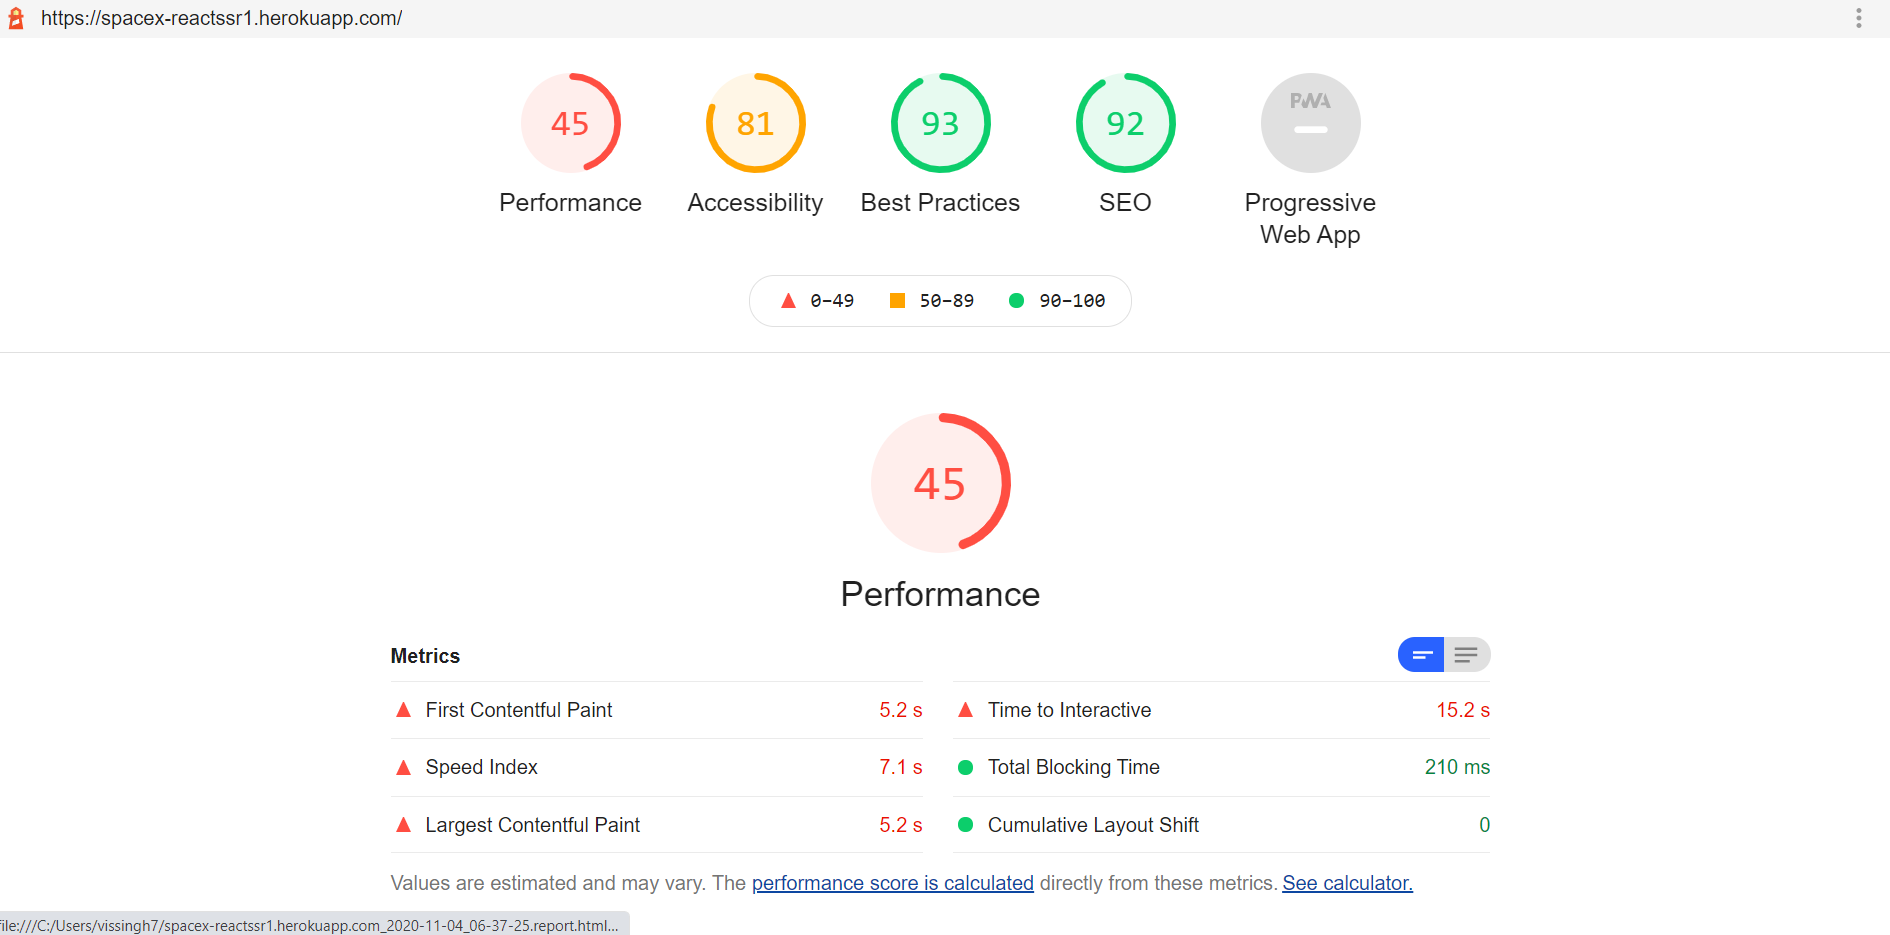 https://spacex-reactssr1.herokuapp.com/
45
81
93
92
PWA
Performance
Accessibility
Best Practices
SEO
Progressive
Web App
0–49
50–89
90–100
45
Performance
Metrics
First Contentful Paint 5.2 s
Time to Interactive 15.2 s
Speed Index 7.1 s
Total Blocking Time 210 ms
Largest Contentful Paint 5.2 s
Cumulative Layout Shift 0
Values are estimated and may vary. The performance score is calculated directly from these metrics. See calculator.
file:///C:/Users/vissingh7/spacex-reactssr1.herokuapp.com_2020-11-04_06-37-25.report.html...